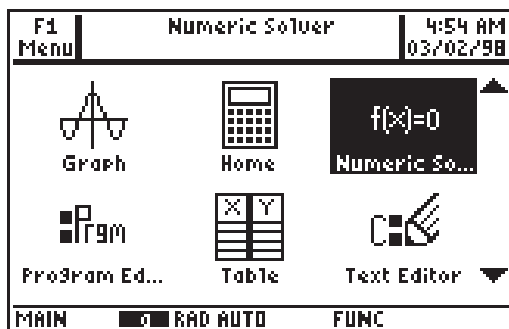 F1 Numeric Solver 4:54 AM
Menu 03/02/98
f(x)=0
Graph Home Numeric So...
X Y
Prgm
Program Ed... Table Text Editor
MAIN RAD AUTO FUNC